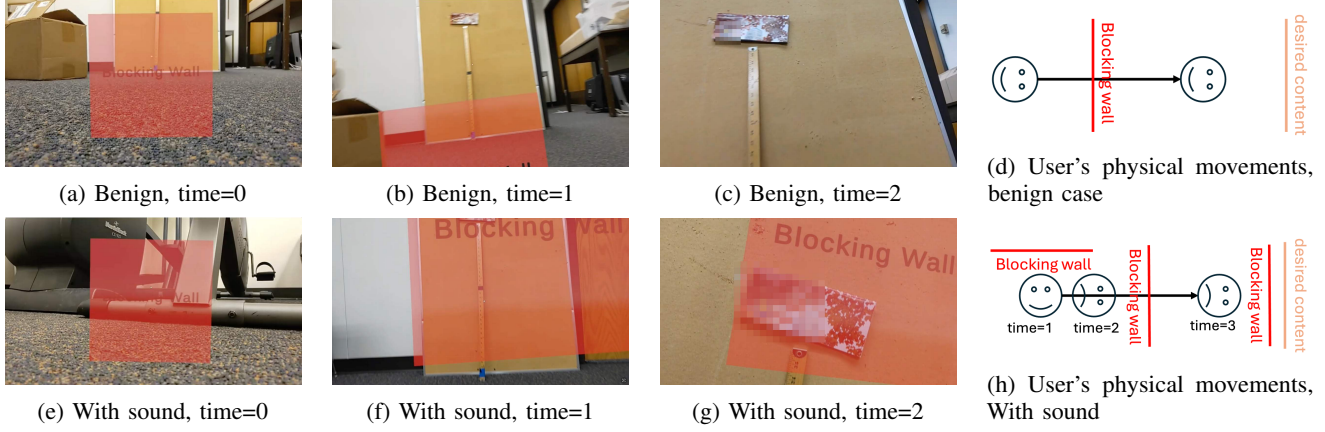 Blocking Wall
(a) Benign, time=0
(b) Benign, time=1
(c) Benign, time=2
Blocking wall
desired content
(d) User's physical movements,
benign case
Blocking Wall
Blocking Wall
Blocking Wall
Blocking wall
Blocking wall
Blocking wall
desired content
time=1
time=2
time=3
(e) With sound, time=0
(f) With sound, time=1
(g) With sound, time=2
(h) User's physical movements,
With sound